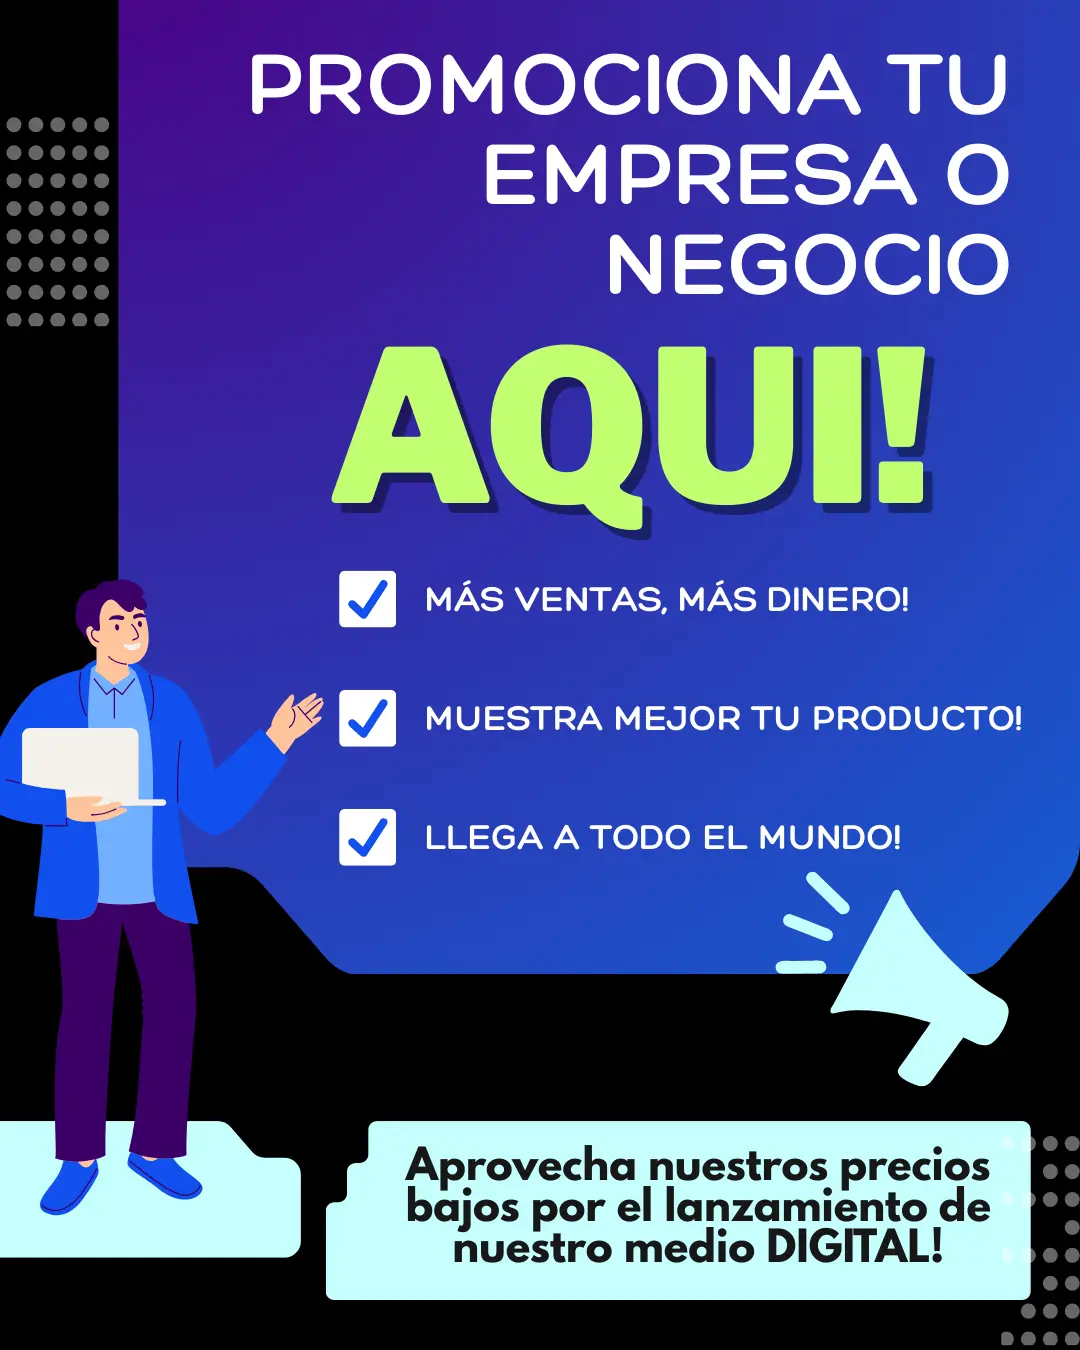 PROMOCIONA TU
EMPRESA O
NEGOCIO
AQUI!
MÁS VENTAS, MÁS DINERO!
MUESTRA MEJOR TU PRODUCTO!
LLEGA A TODO EL MUNDO!
Aprovecha nuestros precios
bajos por el lanzamiento de
nuestro medio DIGITAL!